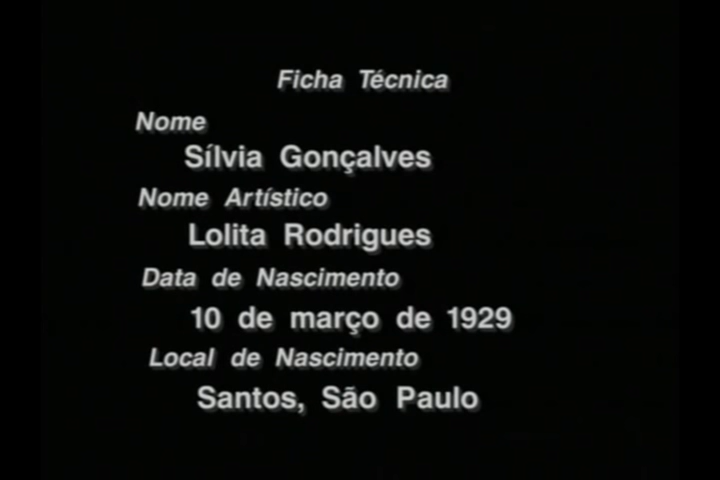 Ficha Técnica
Nome
Sílvia Gonçalves
Nome Artístico
Lolita Rodrigues
Data de Nascimento
10 de março de 1929
Local de Nascimento
Santos, São Paulo